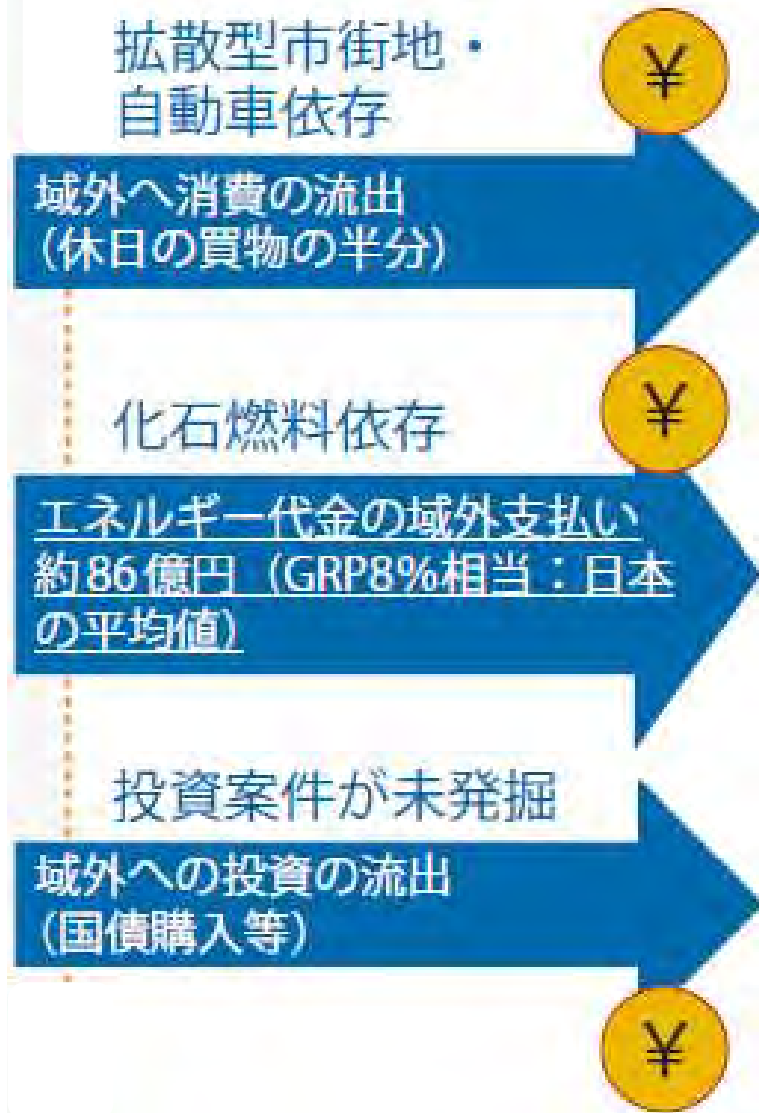 拡散型市街地・
自動車依存
¥
域外へ消費の流出
（休日の買物の半分）
化石燃料依存
¥
エネルギー代金の域外支払い
約86億円（GRP8%相当：日本
の平均値）
投資案件が未発掘
域外への投資の流出
（国債購入等）
¥